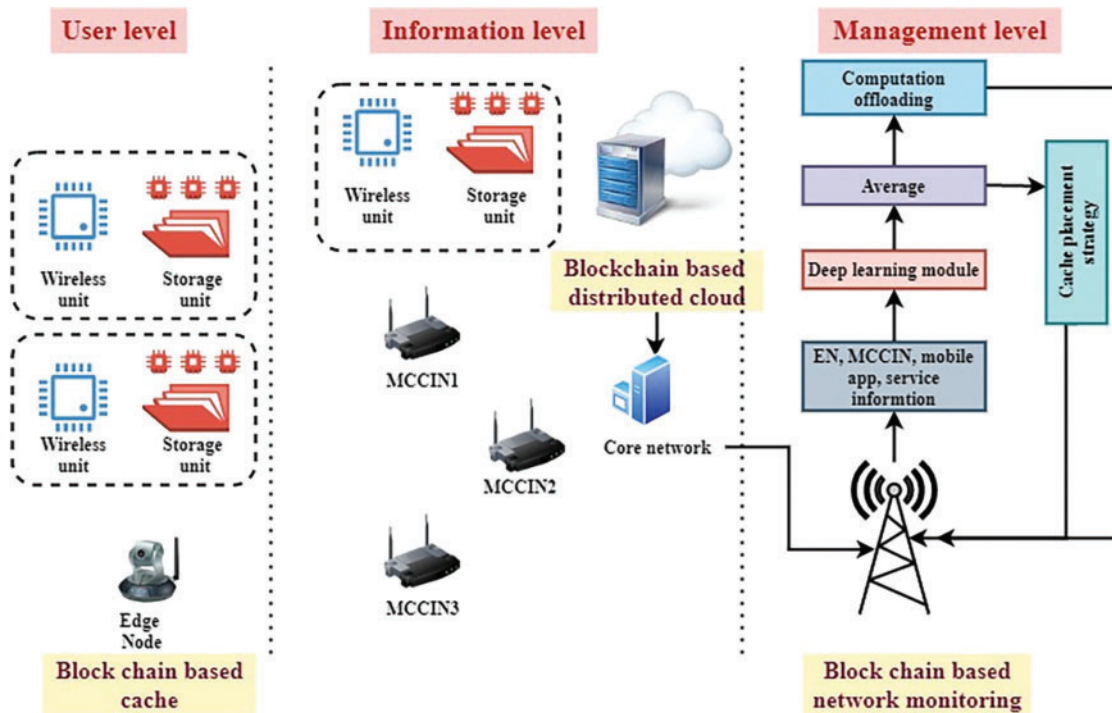 User level
Information level
Management level
Wireless
unit
Storage
unit
Wireless
unit
Storage
unit
Edge
Node
Block chain based
cache
Wireless
unit
Storage
unit
Blockchain based
distributed cloud
MCCIN1
MCCIN2
MCCIN3
Core network
Computation
offloading
Average
Deep learning module
EN, MCCIN, mobile
app, service
informtion
Cache placement
strategy
Block chain based
network monitoring